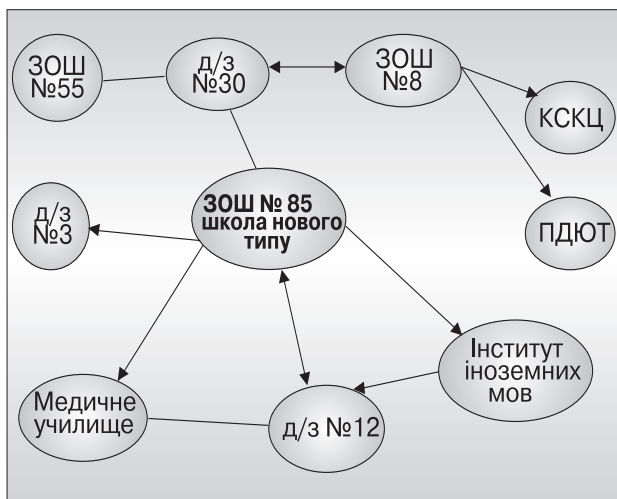 ЗОШ
№55
д/з
№30
ЗОШ
№8
КСКЦ
ПДЮТ
ЗОШ № 85
школа нового
типу
д/з
№3
Інститут
іноземних
мов
Медичне
училище
д/з №12